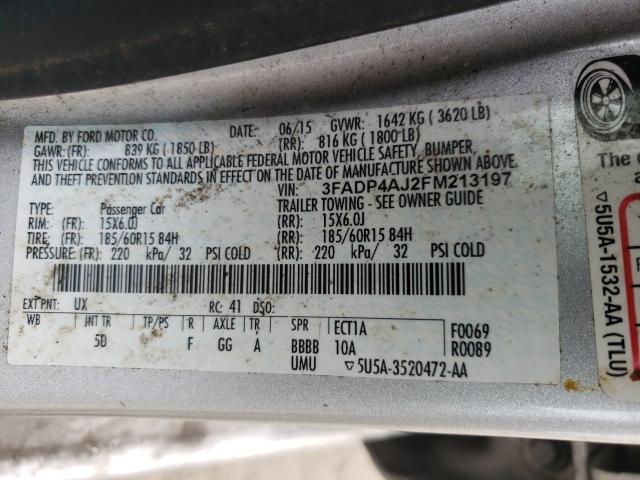 MFD. BY FORD MOTOR CO. DATE: 06/15 GVWR: 1642 KG ( 3620 LB)
GAWR: (FR): 839 KG ( 1850 LB) (RR): 816 KG ( 1800 LB)
THIS VEHICLE CONFORMS TO ALL APPLICABLE FEDERAL MOTOR VEHICLE SAFETY, BUMPER,
AND THEFT PREVENTION STANDARDS IN EFFECT ON THE DATE OF MANUFACTURE SHOWN ABOVE.
VIN: 3FADP4AJ2FM213197
TYPE: Passenger Car TRAILER TOWING - SEE OWNER GUIDE
RIM: (FR): 15X6.0J (RR): 15X6.0J
TIRE: (FR): 185/60R15 84H (RR): 185/60R15 84H
PRESSURE: (FR): 220 kPa/ 32 PSI COLD (RR): 220 kPa/ 32 PSI COLD
EXT PNT: UX RC: 41 DSO:
WB INT TR TP/PS R AXLE TR SPR ECT1A F0069
5D F GG A BBBB 10A R0089
UMU ▽5U5A-3520472-AA
The
▽5U5A-1532-AA (TLU)